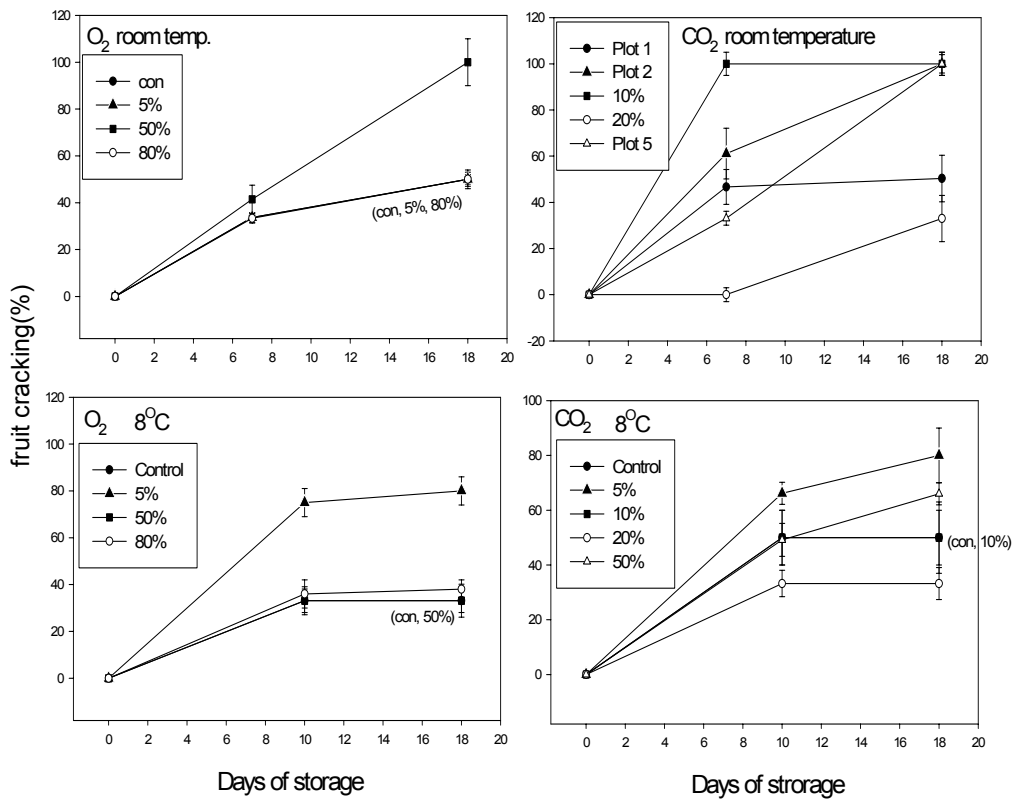 fruit cracking(%)
O2 room temp.
con
5%
50%
80%
(con, 5%, 80%)
120
100
80
60
40
20
0
0 2 4 6 8 10 12 14 16 18 20
CO2 room temperature
Plot 1
Plot 2
10%
20%
Plot 5
120
100
80
60
40
20
0
-20
0 2 4 6 8 10 12 14 16 18 20
O2 8OC
Control
5%
50%
80%
(con, 50%)
120
100
80
60
40
20
0
0 2 4 6 8 10 12 14 16 18 20
Days of storage
CO2 8OC
Control
5%
10%
20%
50%
(con, 10%)
100
80
60
40
20
0
0 2 4 6 8 10 12 14 16 18 20
Days of strorage